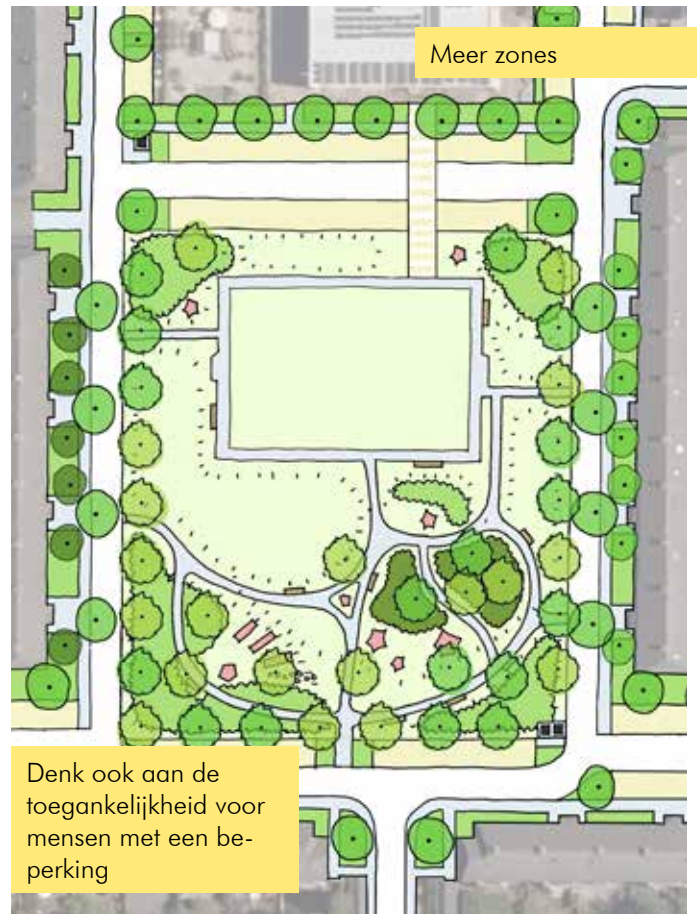 Meer zones
Denk ook aan de
toegankelijkheid voor
mensen met een be-
perking